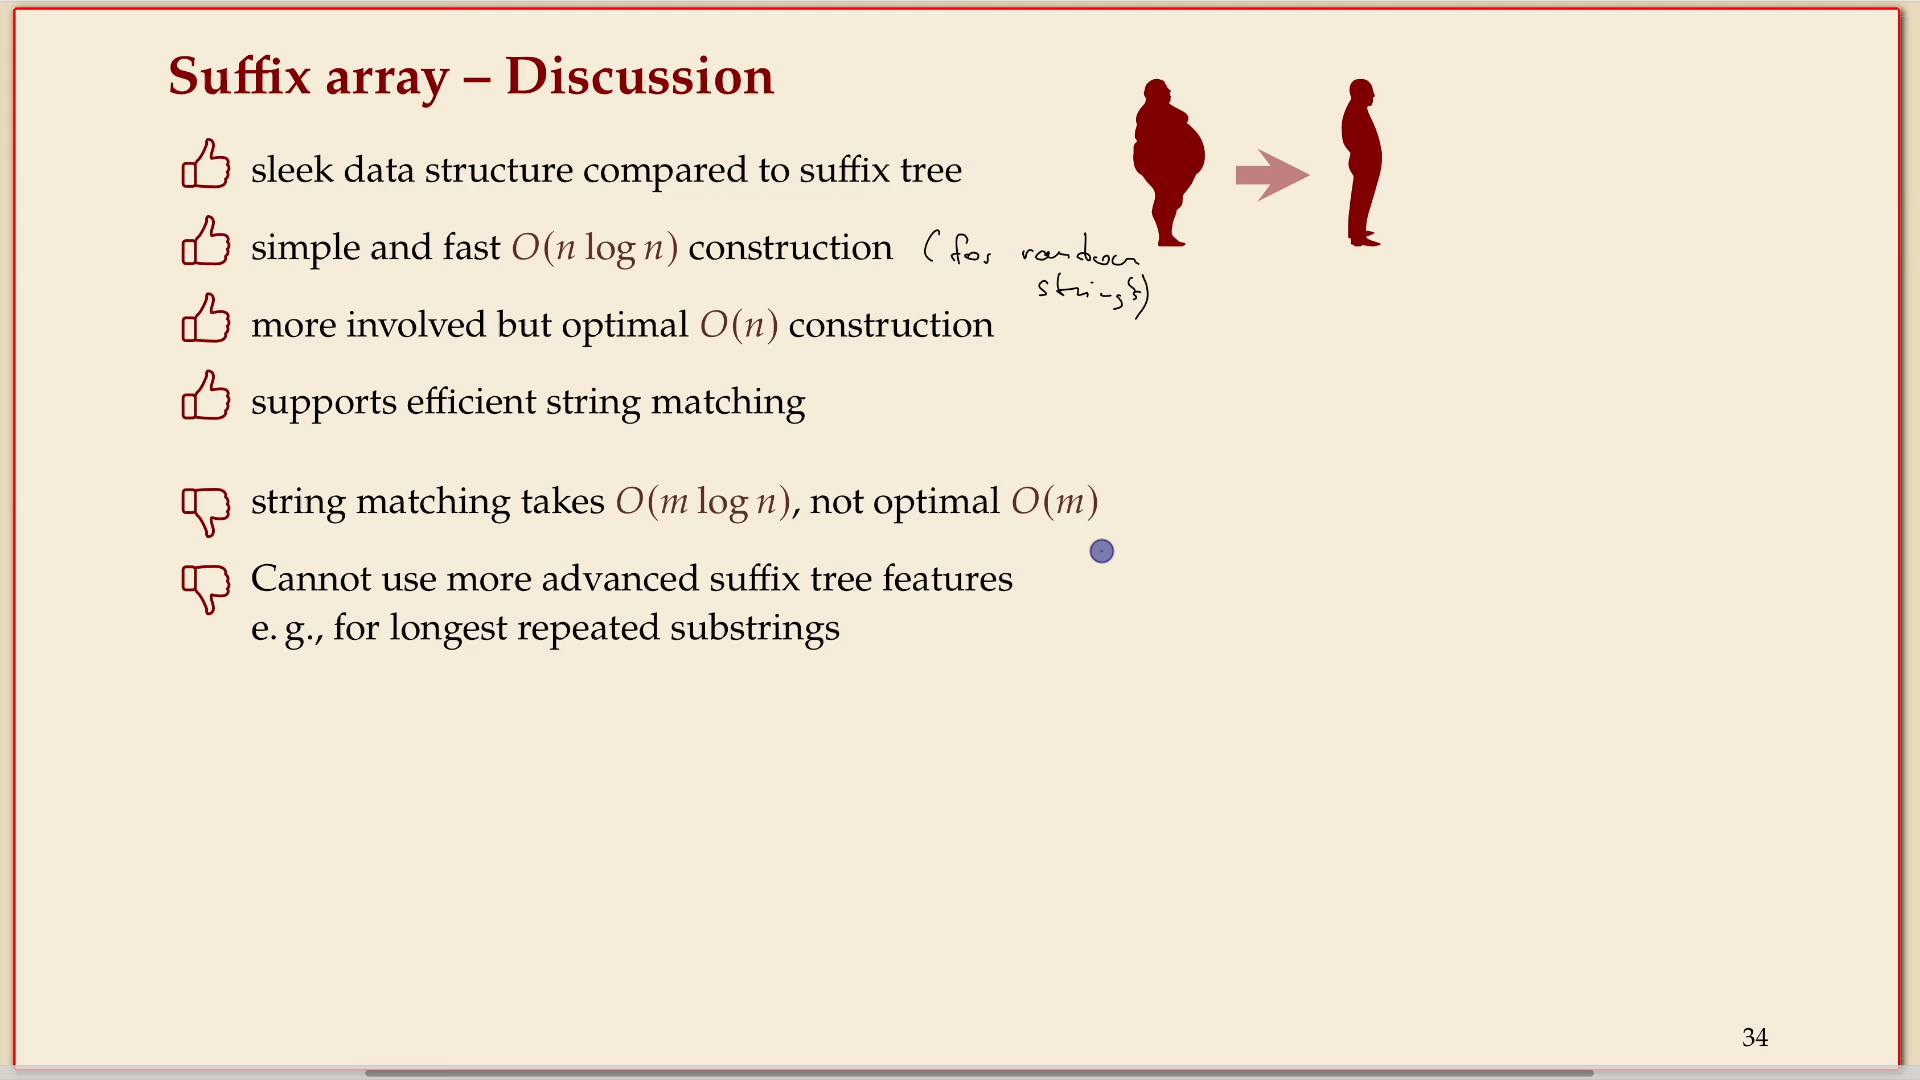 Suffix array – Discussion
sleek data structure compared to suffix tree
simple and fast O(n log n) construction (for random
strings)
more involved but optimal O(n) construction
supports efficient string matching
string matching takes O(m log n), not optimal O(m)
Cannot use more advanced suffix tree features
e. g., for longest repeated substrings
34